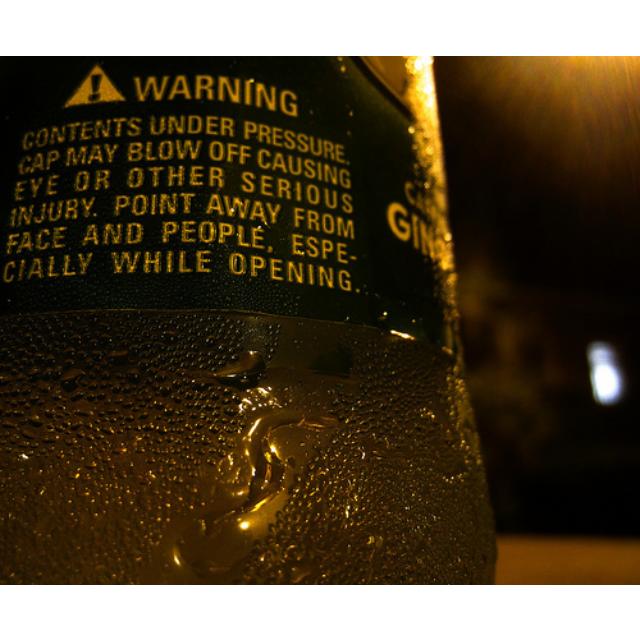 WARNING
CONTENTS UNDER PRESSURE.
CAP MAY BLOW OFF CAUSING
EYE OR OTHER SERIOUS
INJURY. POINT AWAY FROM
FACE AND PEOPLE, ESPE-
CIALLY WHILE OPENING.